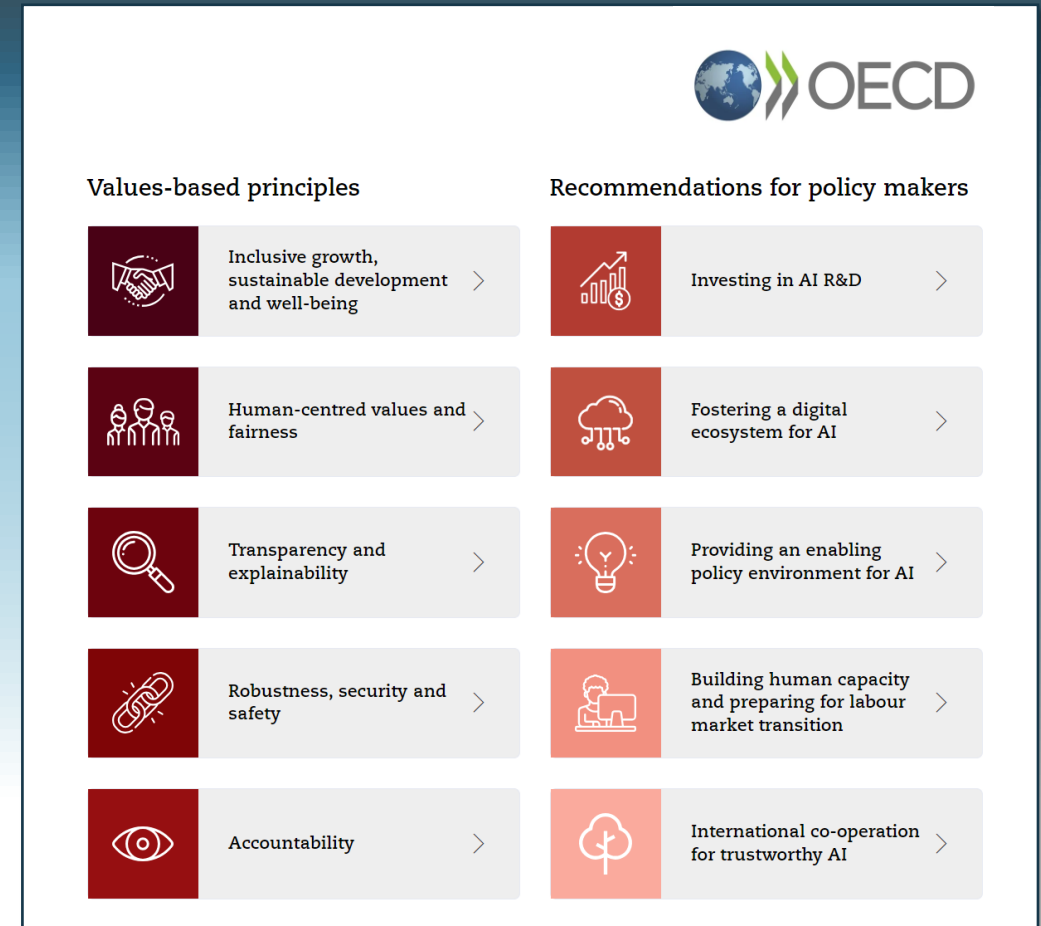 OECD
Values-based principles
Inclusive growth,
sustainable development
and well-being
Human-centred values and
fairness
Transparency and
explainability
Robustness, security and
safety
Accountability
Recommendations for policy makers
Investing in AI R&D
Fostering a digital
ecosystem for AI
Providing an enabling
policy environment for AI
Building human capacity
and preparing for labour
market transition
International co-operation
for trustworthy AI